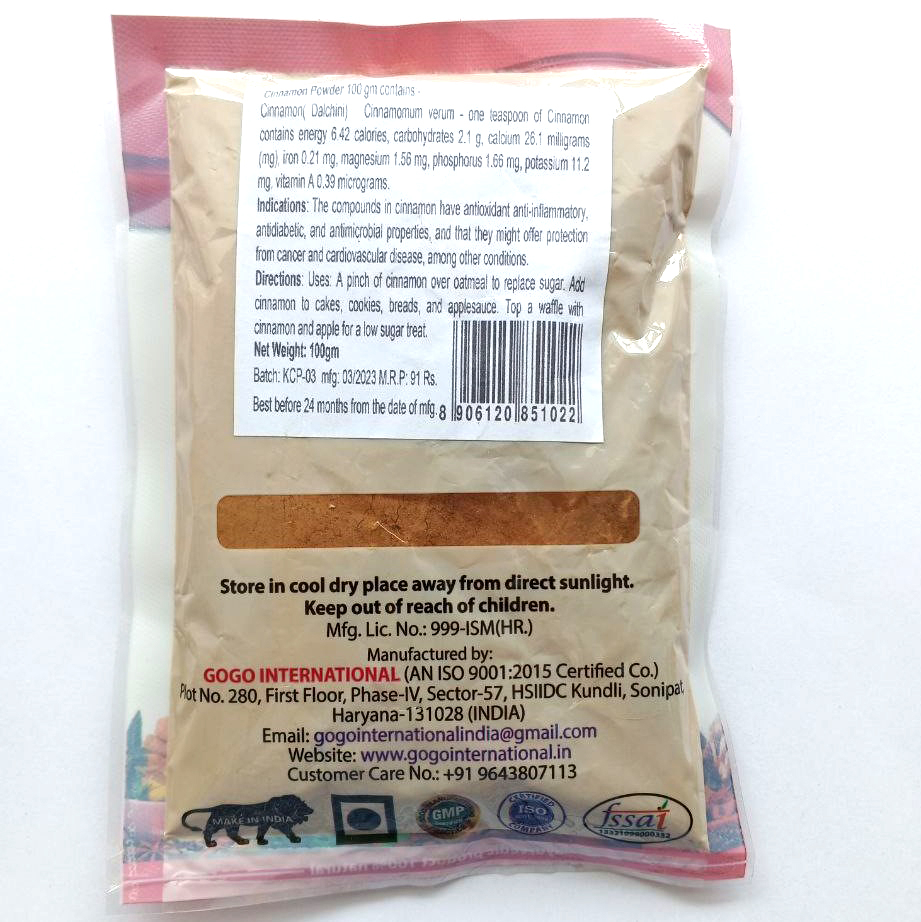 Cinnamon Powder 100 gm contains -
Cinnamon( Dalchini) Cinnamomum verum - one teaspoon of Cinnamon
contains energy 6.42 calories, carbohydrates 2.1 g, calcium 26.1 milligrams
(mg), iron 0.21 mg, magnesium 1.56 mg, phosphorus 1.66 mg, potassium 11.2
mg, vitamin A 0.39 micrograms.
Indications: The compounds in cinnamon have antioxidant anti-inflammatory,
antidiabetic, and antimicrobial properties, and that they might offer protection
from cancer and cardiovascular disease, among other conditions.
Directions: Uses: A pinch of cinnamon over oatmeal to replace sugar. Add
cinnamon to cakes, cookies, breads, and applesauce. Top a waffle with
cinnamon and apple for a low sugar treat.
Net Weight: 100gm
Batch: KCP-03 mfg: 03/2023 M.R.P: 91 Rs.
Best before 24 months from the date of mfg.
8 906120 851022
Store in cool dry place away from direct sunlight.
Keep out of reach of children.
Mfg. Lic. No.: 999-ISM(HR.)
Manufactured by:
GOGO INTERNATIONAL (AN ISO 9001:2015 Certified Co.)
Plot No. 280, First Floor, Phase-IV, Sector-57, HSIIDC Kundli, Sonipat,
Haryana-131028 (INDIA)
Email: gogointernationalindia@gmail.com
Website: www.gogointernational.in
Customer Care No.: +91 9643807113
MAKE IN INDIA
GMP
CERTIFIED
ISO
COMPANY
fssai